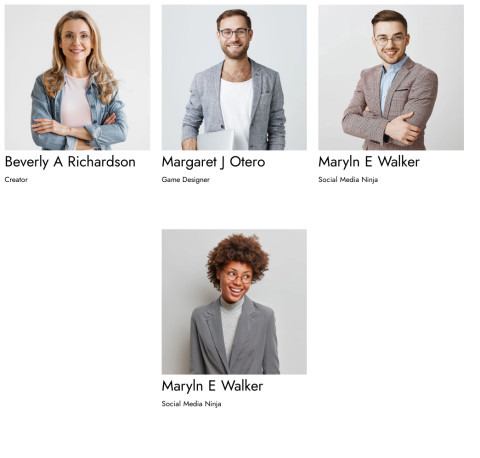 Beverly A Richardson
Creator
Margaret J Otero
Game Designer
Maryln E Walker
Social Media Ninja
Maryln E Walker
Social Media Ninja